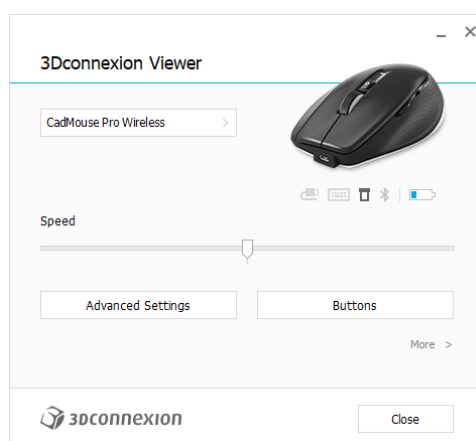 3Dconnexion Viewer
CadMouse Pro Wireless >
Speed
Advanced Settings
Buttons
More >
3Dconnexion
Close